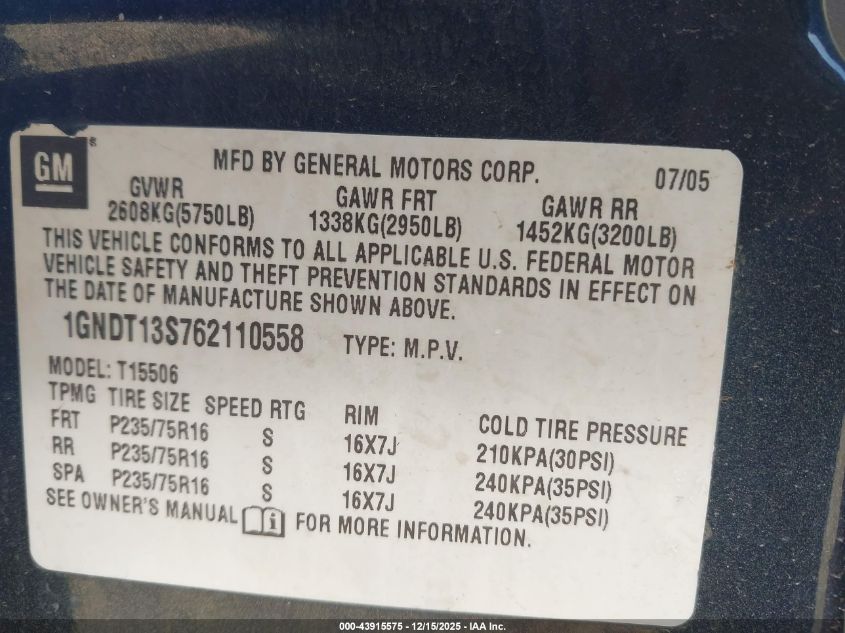 GM ®
MFD BY GENERAL MOTORS CORP. 07/05
GVWR GAWR FRT GAWR RR
2608KG(5750LB) 1338KG(2950LB) 1452KG(3200LB)
THIS VEHICLE CONFORMS TO ALL APPLICABLE U.S. FEDERAL MOTOR
VEHICLE SAFETY AND THEFT PREVENTION STANDARDS IN EFFECT ON
THE DATE OF MANUFACTURE SHOWN ABOVE.
1GNDT13S762110558 TYPE: M.P.V.
MODEL: T15506
TPMG TIRE SIZE SPEED RTG RIM COLD TIRE PRESSURE
FRT P235/75R16 S 16X7J 210KPA(30PSI)
RR P235/75R16 S 16X7J 240KPA(35PSI)
SPA P235/75R16 S 16X7J 240KPA(35PSI)
SEE OWNER'S MANUAL i FOR MORE INFORMATION.
000-43915575 - 12/15/2025 - IAA Inc.